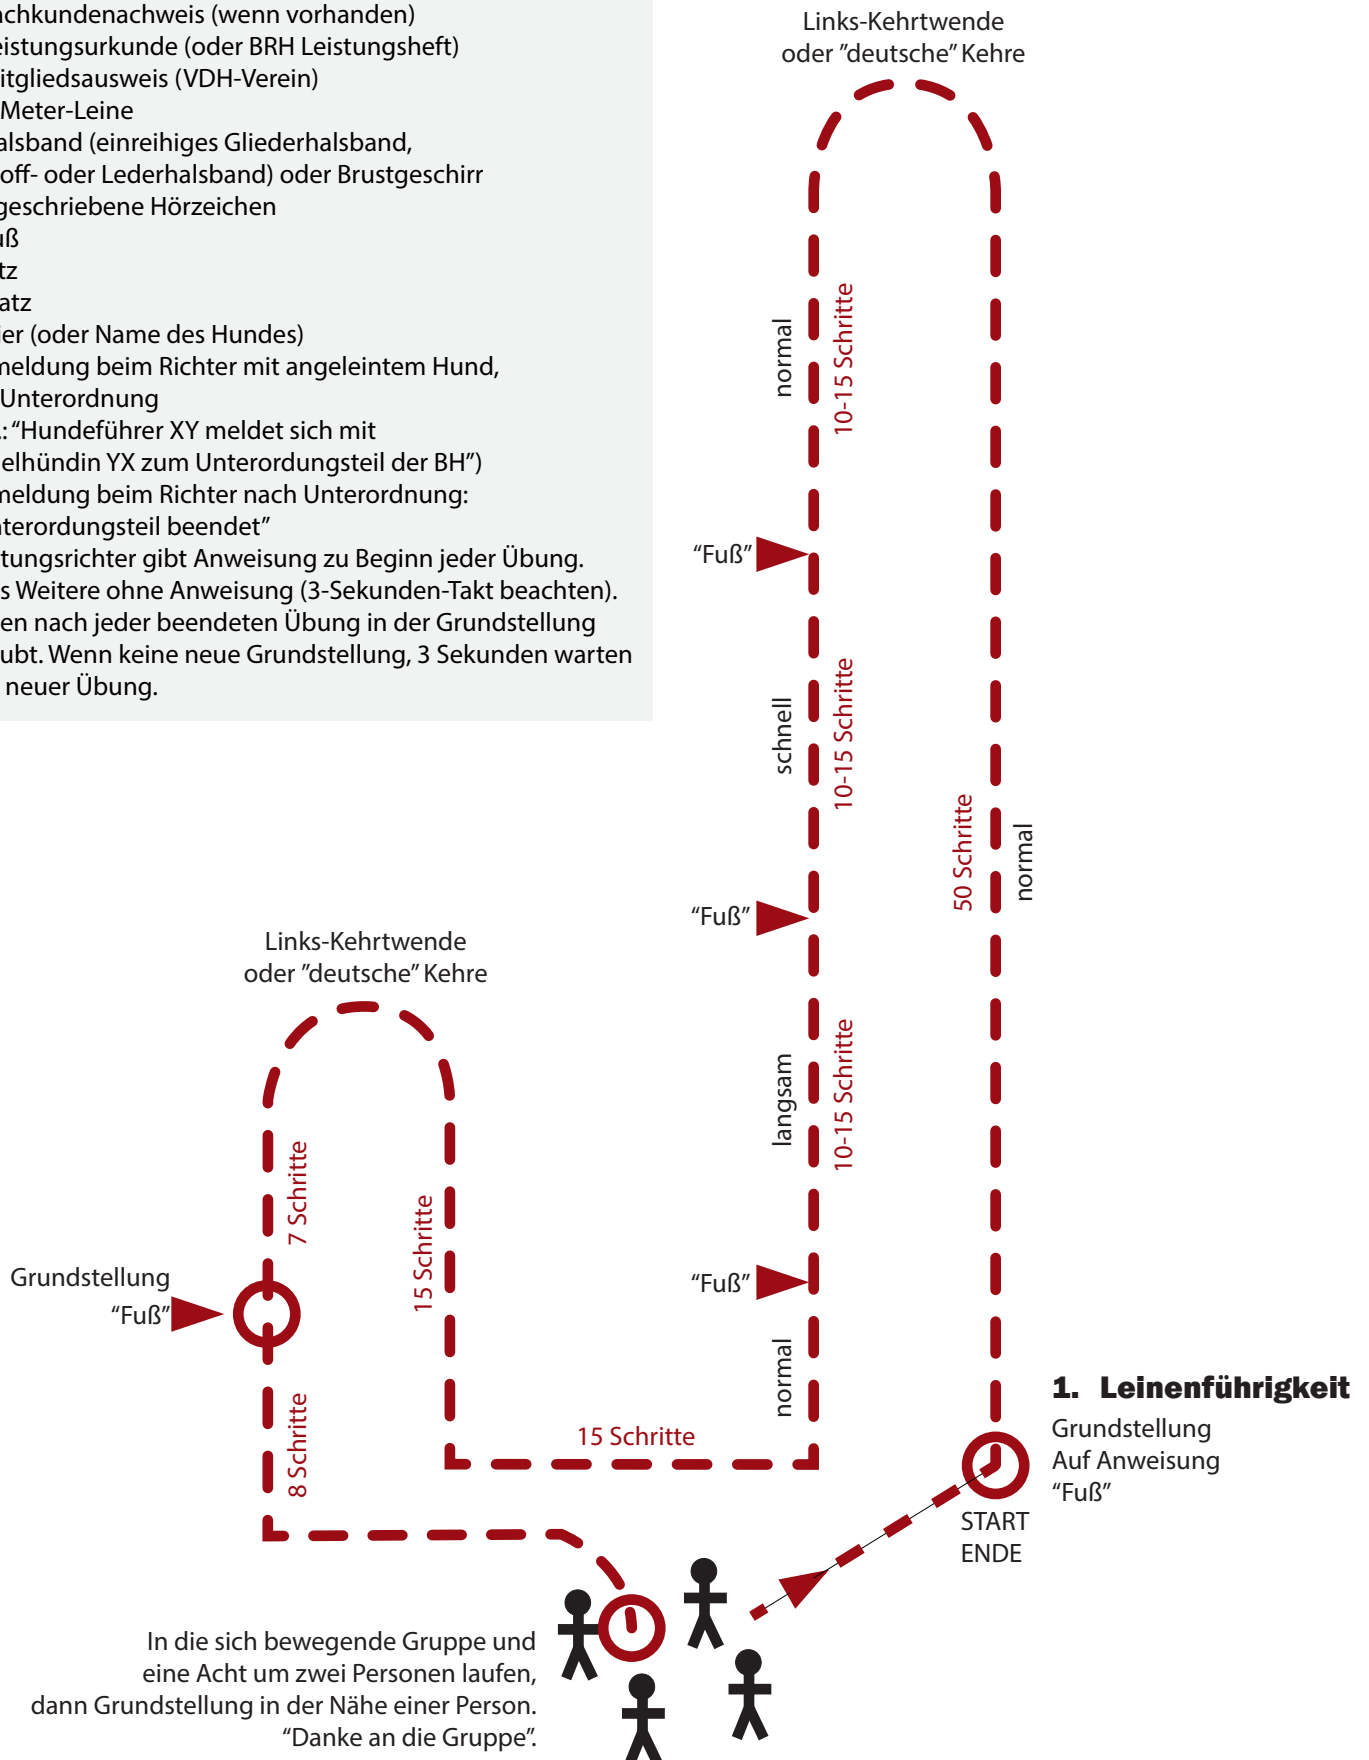 achkundenachweis (wenn vorhanden)
eistungsurkunde (oder BRH Leistungsheft)
itgliedsausweis (VDH-Verein)
Meter-Leine
alsband (einreihiges Gliederhalsband,
off- oder Lederhalsband) oder Brustgeschirr
geschriebene Hörzeichen
uß
tz
atz
ier (oder Name des Hundes)
meldung beim Richter mit angeleintem Hund,
Unterordnung
.: “Hundeführer XY meldet sich mit
elhündin YX zum Unterordungsteil der BH”)
meldung beim Richter nach Unterordnung:
nterordungsteil beendet”
tungsrichter gibt Anweisung zu Beginn jeder Übung.
s Weitere ohne Anweisung (3-Sekunden-Takt beachten).
en nach jeder beendeten Übung in der Grundstellung
ubt. Wenn keine neue Grundstellung, 3 Sekunden warten
neuer Übung.
Links-Kehrtwende
oder ”deutsche” Kehre
normal
10-15 Schritte
“Fuß”
schnell
10-15 Schritte
50 Schritte
normal
“Fuß”
langsam
10-15 Schritte
“Fuß”
normal
Links-Kehrtwende
oder ”deutsche” Kehre
7 Schritte
15 Schritte
Grundstellung
“Fuß”
8 Schritte
15 Schritte
1. Leinenführigkeit
Grundstellung
Auf Anweisung
“Fuß”
START
ENDE
In die sich bewegende Gruppe und
eine Acht um zwei Personen laufen,
dann Grundstellung in der Nähe einer Person.
“Danke an die Gruppe”.